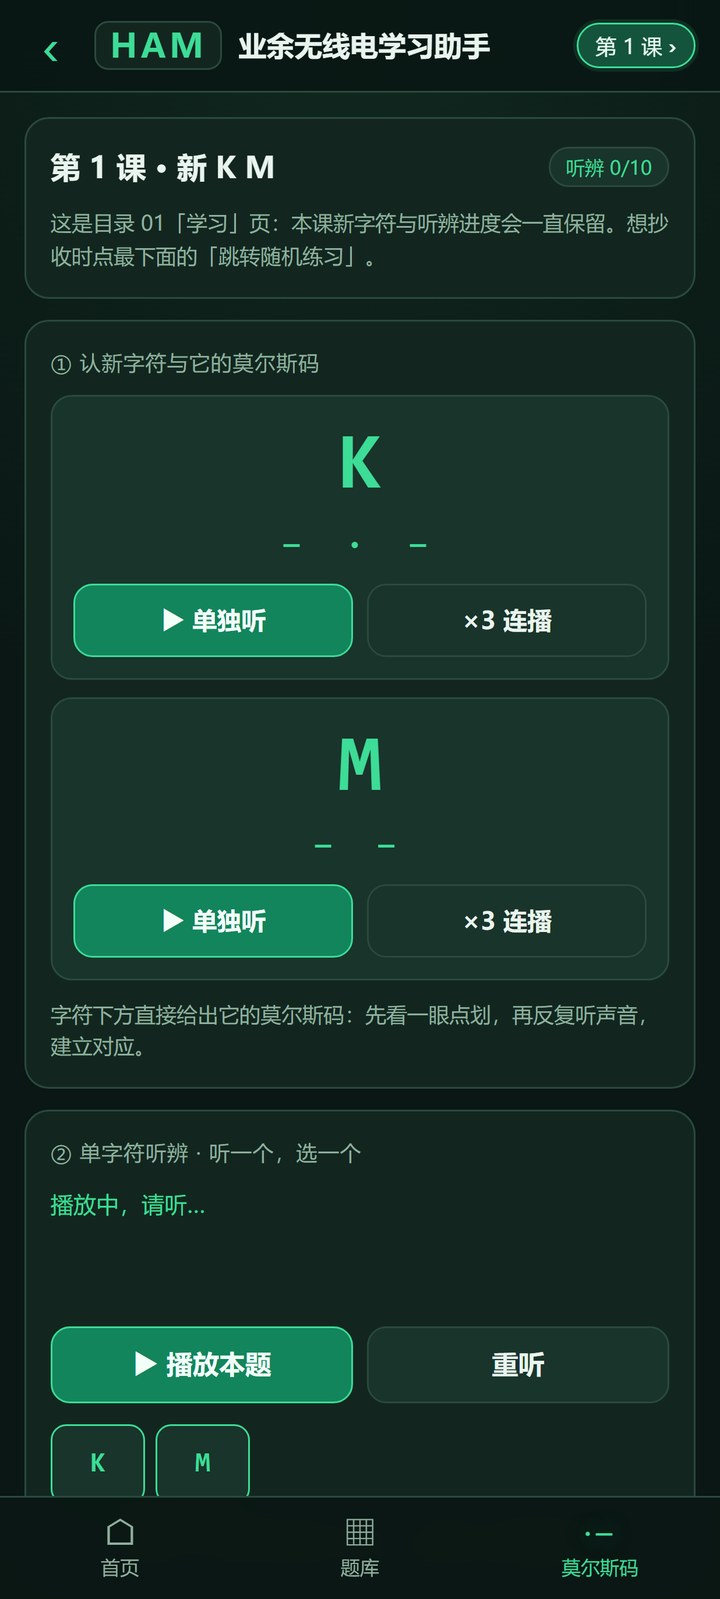 ‹ HAM 业余无线电学习助手 第 1 课 ›
第 1 课 • 新 K M 听辨 0/10
这是目录 01「学习」页：本课新字符与听辨进度会一直保留。想抄
收时点最下面的「跳转随机练习」。
① 认新字符与它的莫尔斯码
K
– · –
▶ 单独听 ×3 连播
M
– –
▶ 单独听 ×3 连播
字符下方直接给出它的莫尔斯码：先看一眼点划，再反复听声音，
建立对应。
② 单字符听辨 · 听一个，选一个
播放中，请听...
▶ 播放本题 重听
K M
首页 题库 莫尔斯码